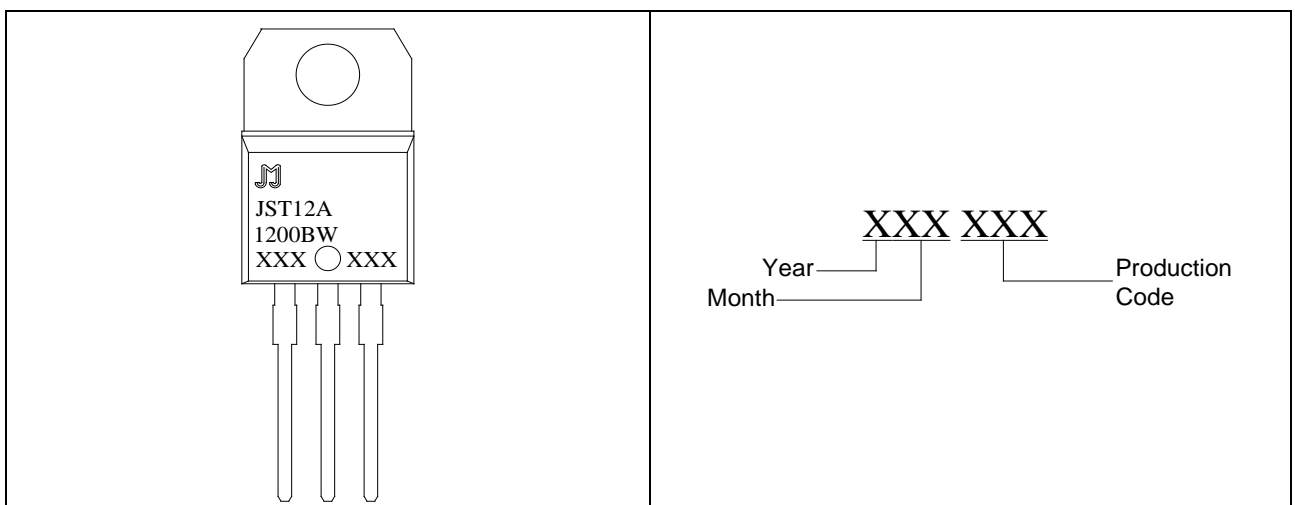 JJ
JST12A
1200BW
XXX XXX
XXX XXX
Year
Month
Production
Code